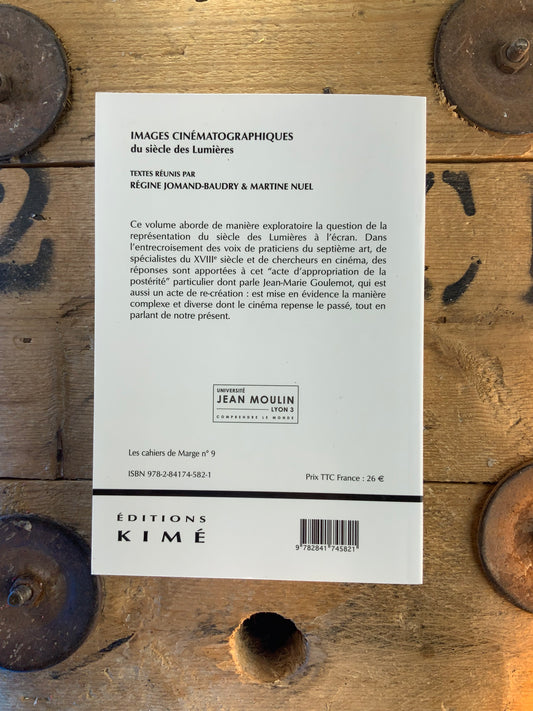 IMAGES CINÉMATOGRAPHIQUES
du siècle des Lumières
TEXTES RÉUNIS PAR
RÉGINE JOMAND-BAUDRY & MARTINE NUEL
Ce volume aborde de manière exploratoire la question de la
représentation du siècle des Lumières à l'écran. Dans
l'entrecroisement des voix de praticiens du septième art, de
spécialistes du XVIIIe siècle et de chercheurs en cinéma, des
réponses sont apportées à cet "acte d'appropriation de la
postérité" particulier dont parle Jean-Marie Goulemot, qui est
aussi un acte de re-création : est mise en évidence la manière
complexe et diverse dont le cinéma repense le passé, tout en
parlant de notre présent.
UNIVERSITÉ
JEAN MOULIN
LYON 3
COMPRENDRE LE MONDE
Les cahiers de Marge n° 9
ISBN 978-2-84174-582-1
Prix TTC France : 26 €
ÉDITIONS
KIMÉ
9 782841 745821
2